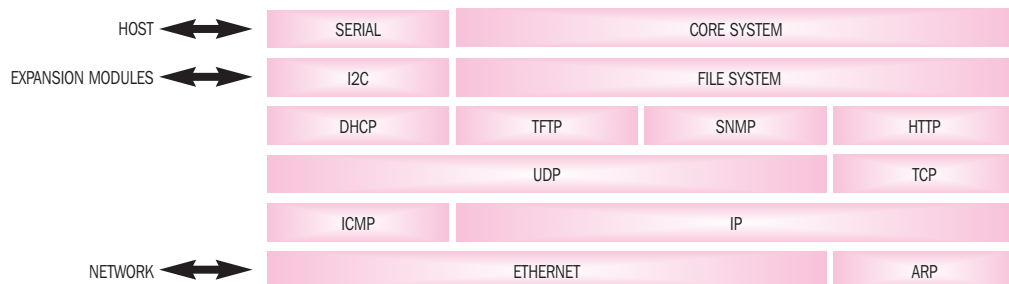 HOST SERIAL CORE SYSTEM
EXPANSION MODULES I2C FILE SYSTEM
DHCP TFTP SNMP HTTP
UDP TCP
ICMP IP
NETWORK ETHERNET ARP